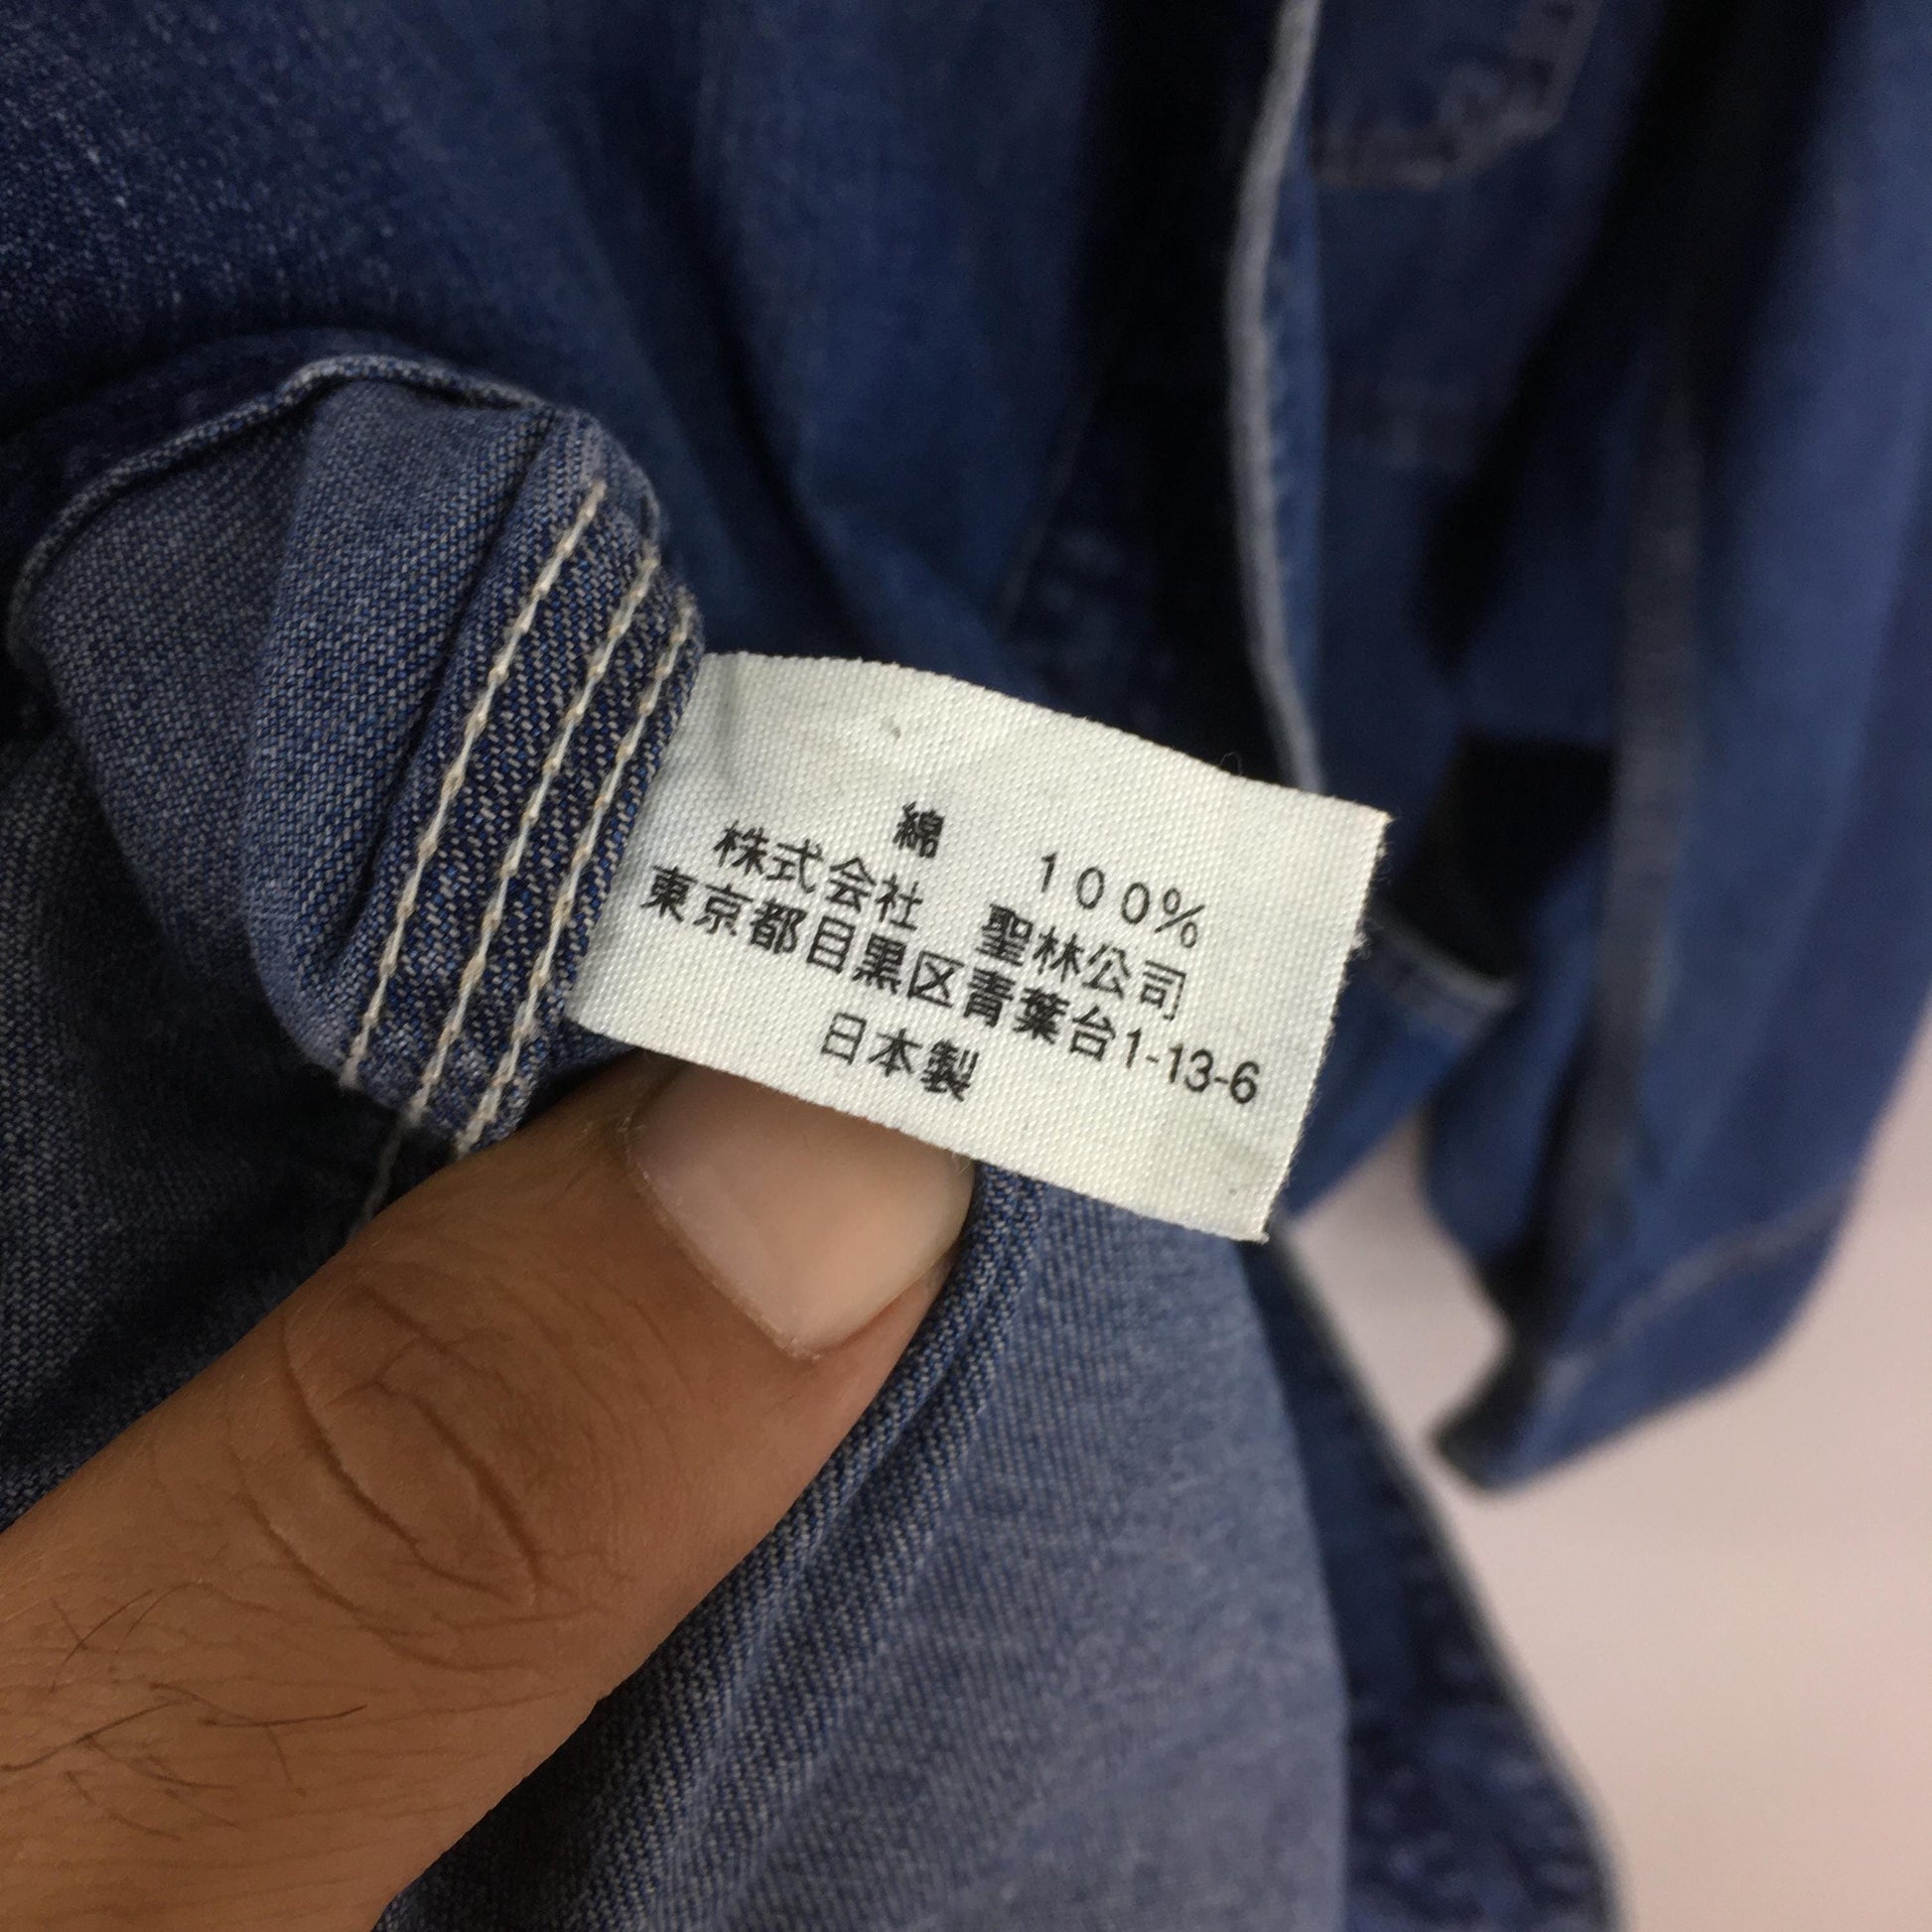 綿　100%
株式会社　聖林公司
東京都目黒区青葉台1-13-6
日本製